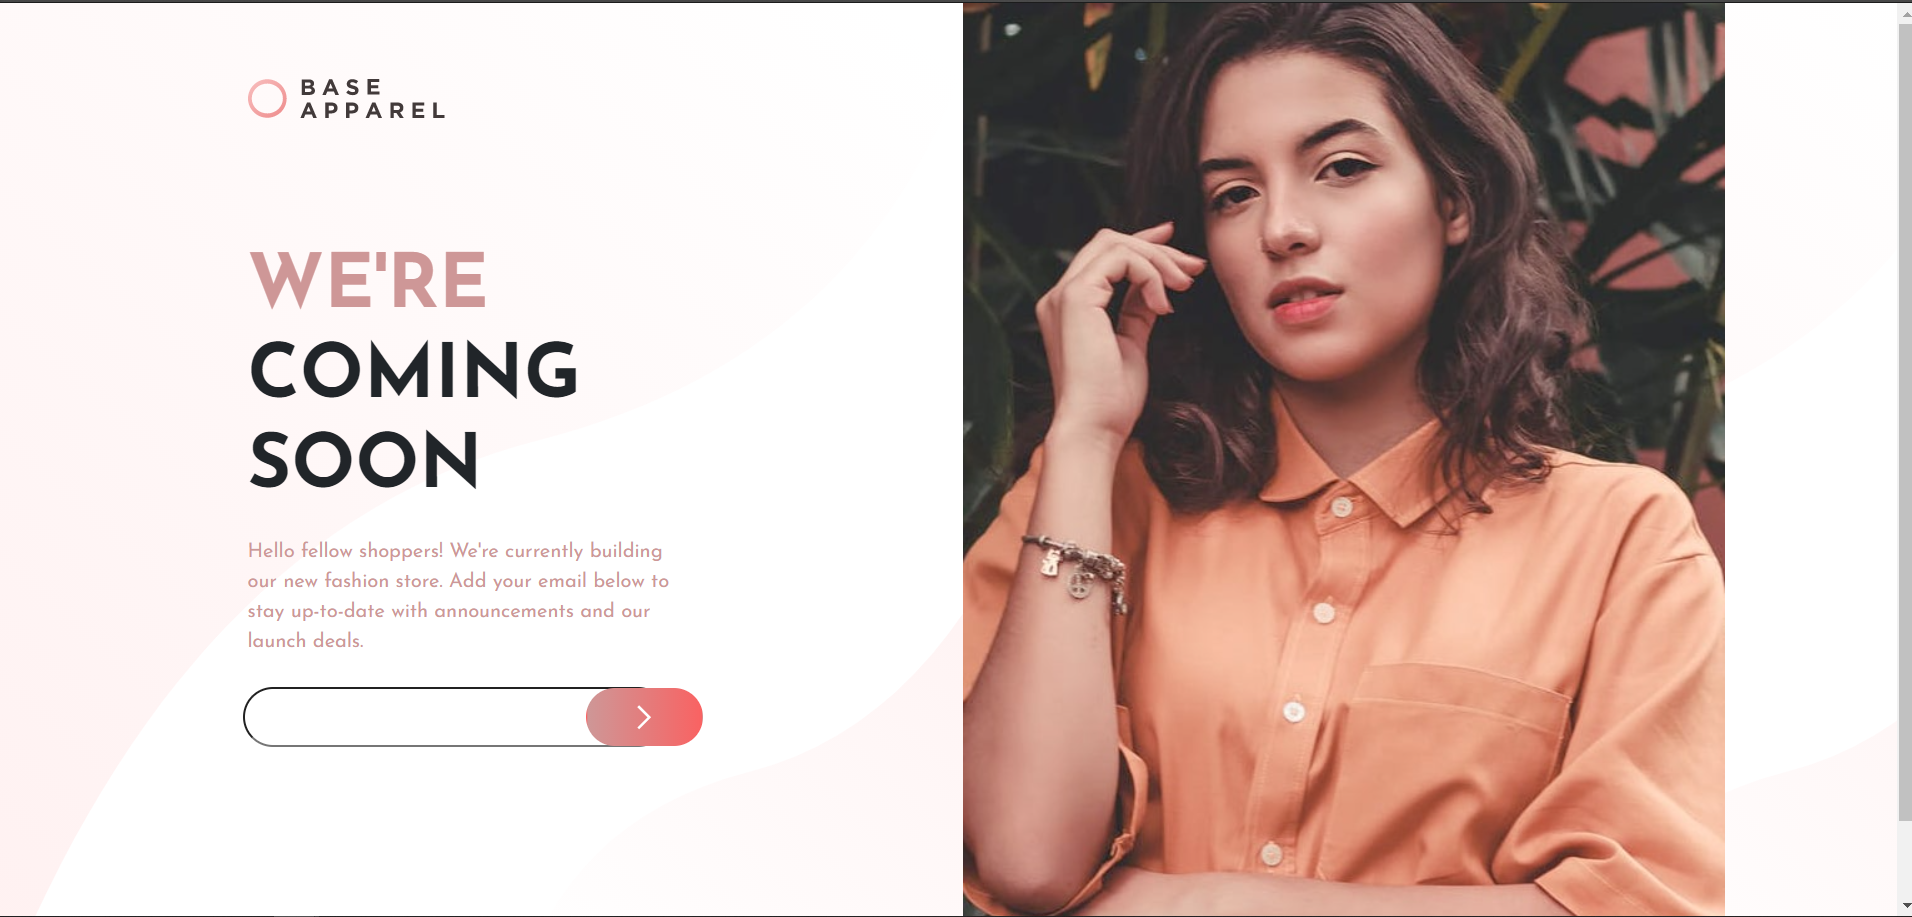 BASE
APPAREL
WE'RE
COMING
SOON
Hello fellow shoppers! We're currently building
our new fashion store. Add your email below to
stay up-to-date with announcements and our
launch deals.